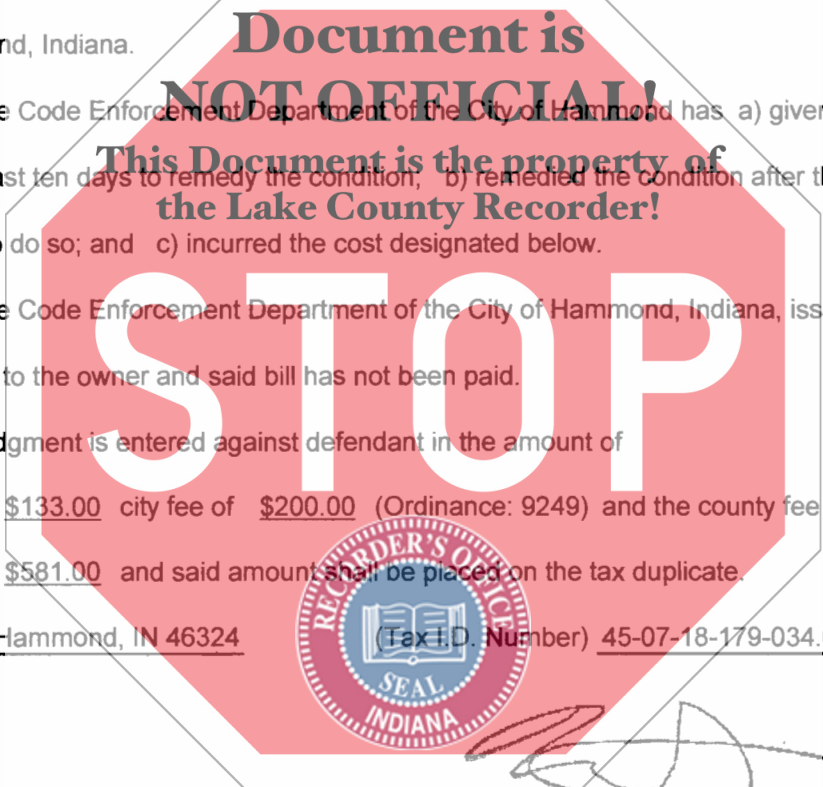 Document is
NOT OFFICIAL!
This Document is the property of
the Lake County Recorder!
STOP
nd, Indiana.
e Code Enforcement Department of the City of Hammond has a) given
st ten days to remedy the condition; b) remedied the condition after t
do so; and c) incurred the cost designated below.
e Code Enforcement Department of the City of Hammond, Indiana, iss
to the owner and said bill has not been paid.
dgment is entered against defendant in the amount of
$133.00 city fee of $200.00 (Ordinance: 9249) and the county fee
$581.00 and said amount shall be placed on the tax duplicate.
Hammond, IN 46324 (Tax I.D. Number) 45-07-18-179-034.
RECORDER'S OFFICE
SEAL
INDIANA